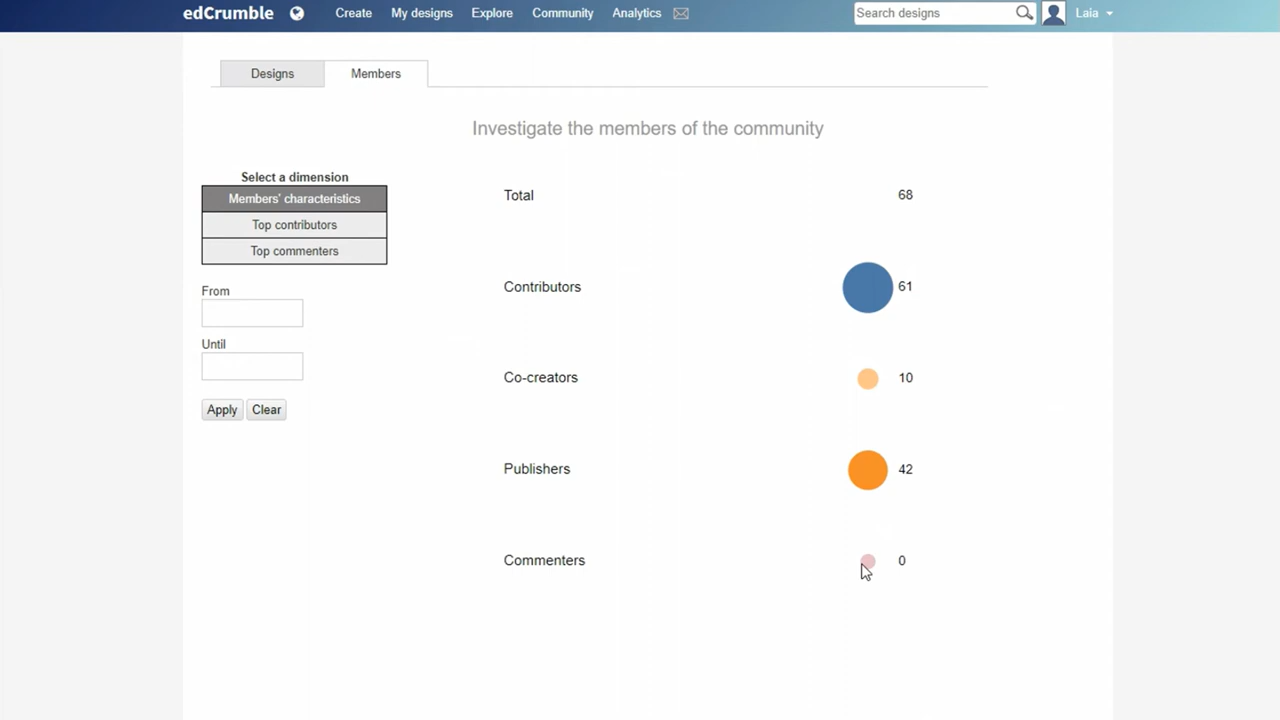 edCrumble Create My designs Explore Community Analytics Search designs Laia
Designs Members
Investigate the members of the community
Select a dimension
Members' characteristics
Top contributors
Top commenters
From
Until
Apply Clear
Total 68
Contributors 61
Co-creators 10
Publishers 42
Commenters 0